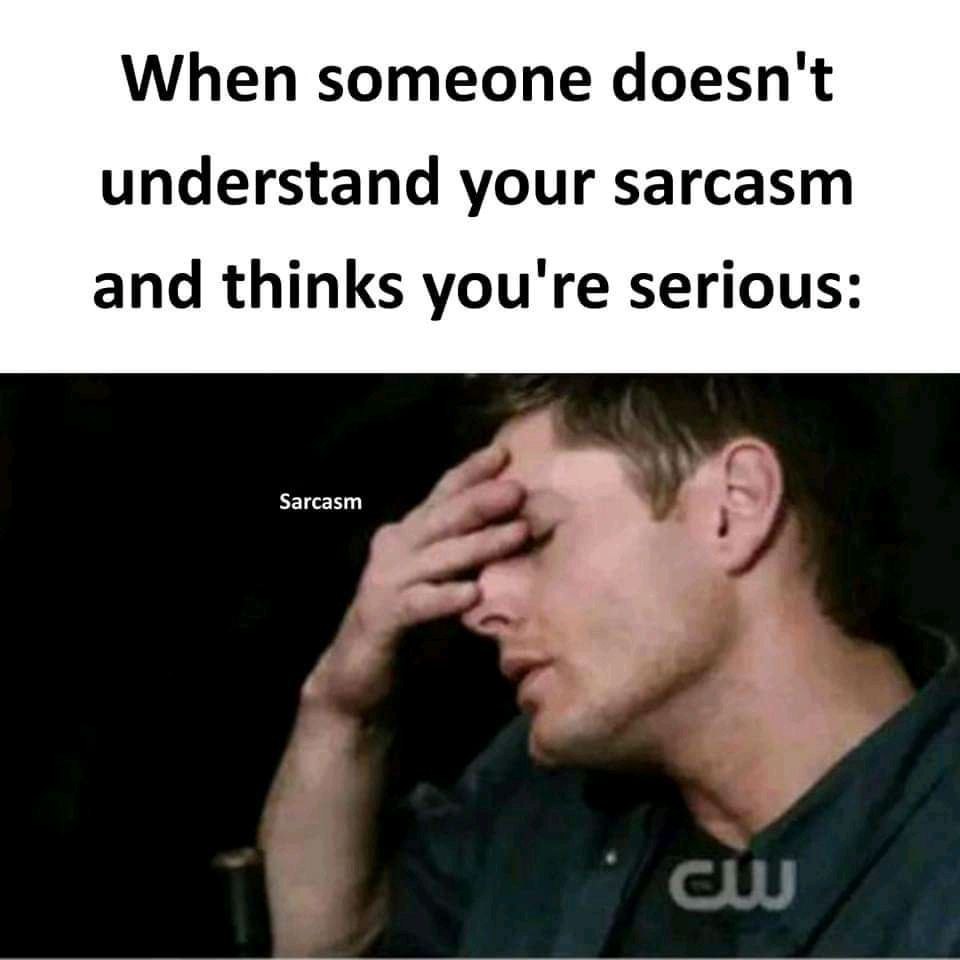 When someone doesn't
understand your sarcasm
and thinks you're serious:
Sarcasm
CW